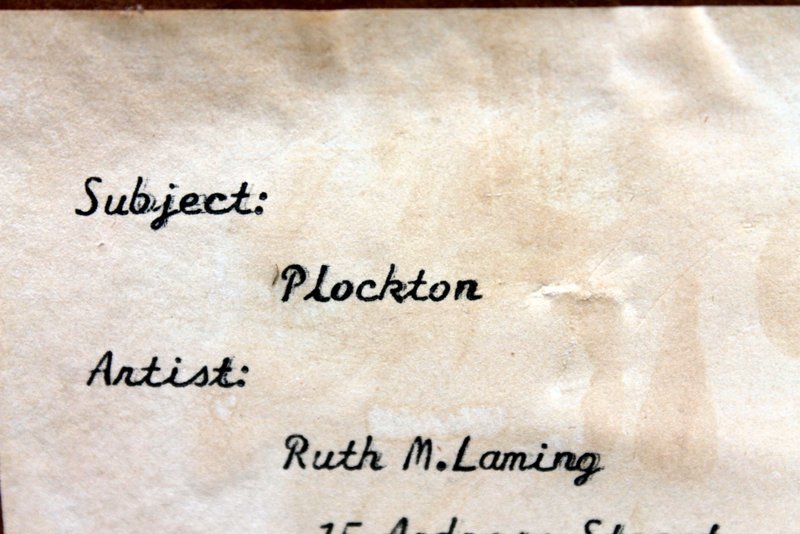 Subject:
Plockton
Artist:
Ruth M. Laming